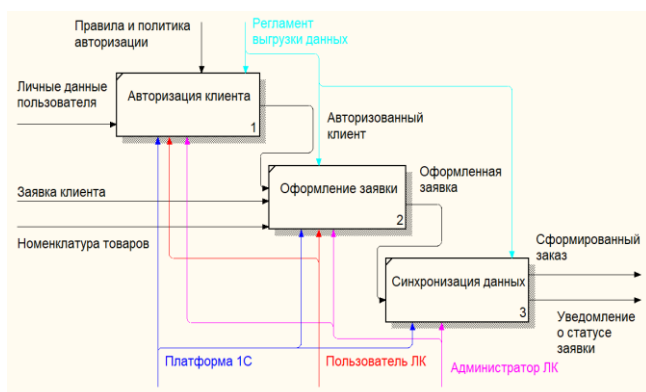 Правила и политика
авторизации
Регламент
выгрузки данных
Личные данные
пользователя
Авторизация клиента
1
Авторизованный
клиент
Заявка клиента
Оформление заявки
2
Оформленная
заявка
Номенклатура товаров
Синхронизация данных
3
Сформированный
заказ
Уведомление
о статусе
заявки
Платформа 1С
Пользователь ЛК
Администратор ЛК